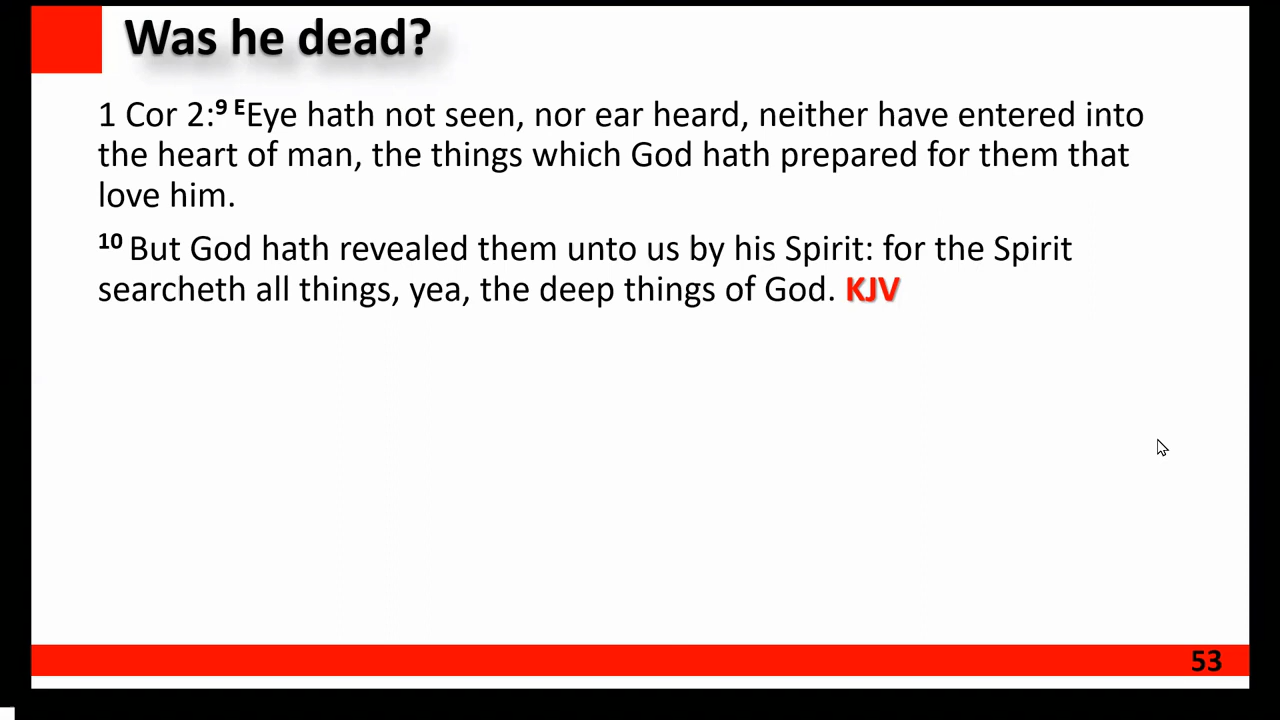 Was he dead?
1 Cor 2:9 EEye hath not seen, nor ear heard, neither have entered into
the heart of man, the things which God hath prepared for them that
love him.
10 But God hath revealed them unto us by his Spirit: for the Spirit
searcheth all things, yea, the deep things of God. KJV
53